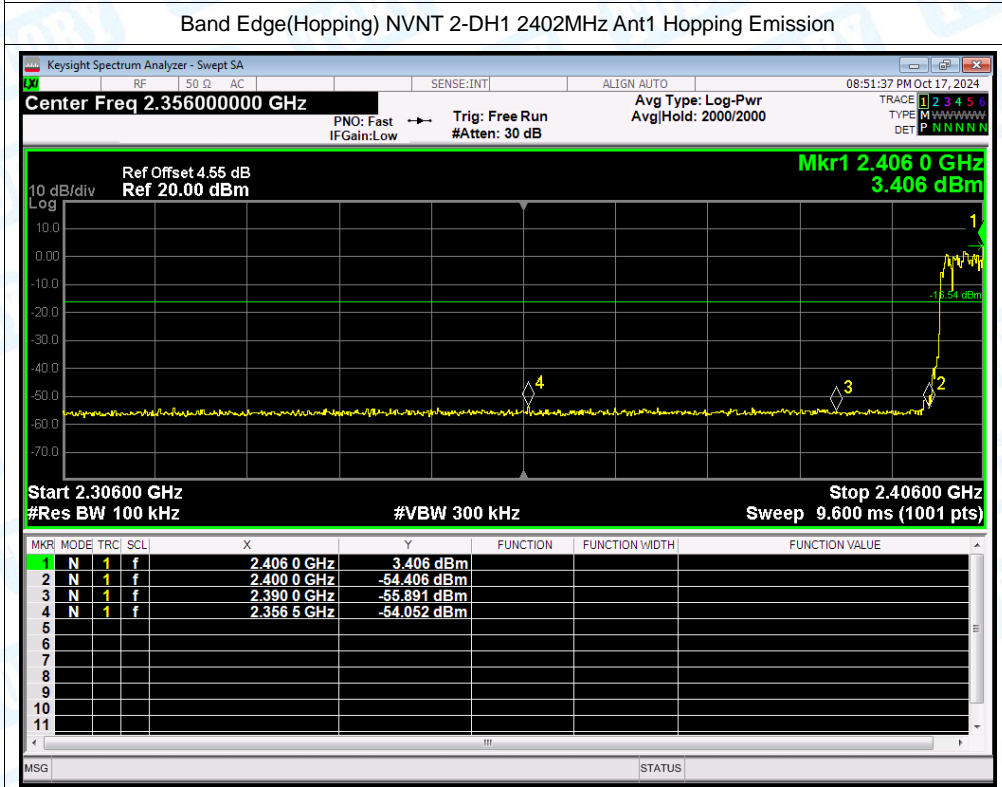 Band Edge(Hopping) NVNT 2-DH1 2402MHz Ant1 Hopping Emission
Keysight Spectrum Analyzer - Swept SA
LXI RF 50 Ω AC SENSE:INT ALIGN AUTO 08:51:37 PM Oct 17, 2024
Center Freq 2.356000000 GHz
PNO: Fast
IFGain:Low
Trig: Free Run
#Atten: 30 dB
Avg Type: Log-Pwr
Avg|Hold: 2000/2000
TRACE 1 2 3 4 5 6
TYPE M WWWWW
DET P N N N N N
Mkr1 2.406 0 GHz
3.406 dBm
Ref Offset 4.55 dB
10 dB/div Ref 20.00 dBm
Log
10.0
0.00
-10.0
-20.0
-30.0
-40.0
-50.0
-60.0
-70.0
1
-16.54 dBm
4
3
2
Start 2.30600 GHz Stop 2.40600 GHz
#Res BW 100 kHz #VBW 300 kHz Sweep 9.600 ms (1001 pts)
MKR MODE TRC SCL X Y FUNCTION FUNCTION WIDTH FUNCTION VALUE
1 N 1 f 2.406 0 GHz 3.406 dBm
2 N 1 f 2.400 0 GHz -54.406 dBm
3 N 1 f 2.390 0 GHz -55.891 dBm
4 N 1 f 2.356 5 GHz -54.052 dBm
5
6
7
8
9
10
11
MSG STATUS